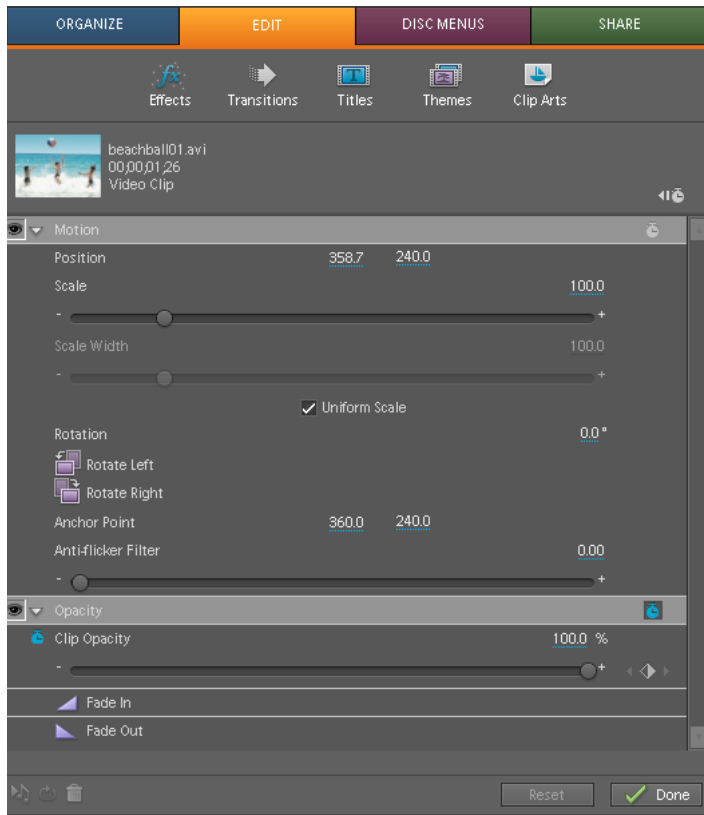 ORGANIZE EDIT DISC MENUS SHARE
Effects Transitions Titles Themes Clip Arts
beachball01.avi
00;00;01;26
Video Clip
Motion
Position 358.7 240.0
Scale 100.0
- +
Scale Width 100.0
- +
Uniform Scale
Rotation 0.0 °
Rotate Left
Rotate Right
Anchor Point 360.0 240.0
Anti-flicker Filter 0.00
- +
Opacity
Clip Opacity 100.0 %
- +
Fade In
Fade Out
Reset Done